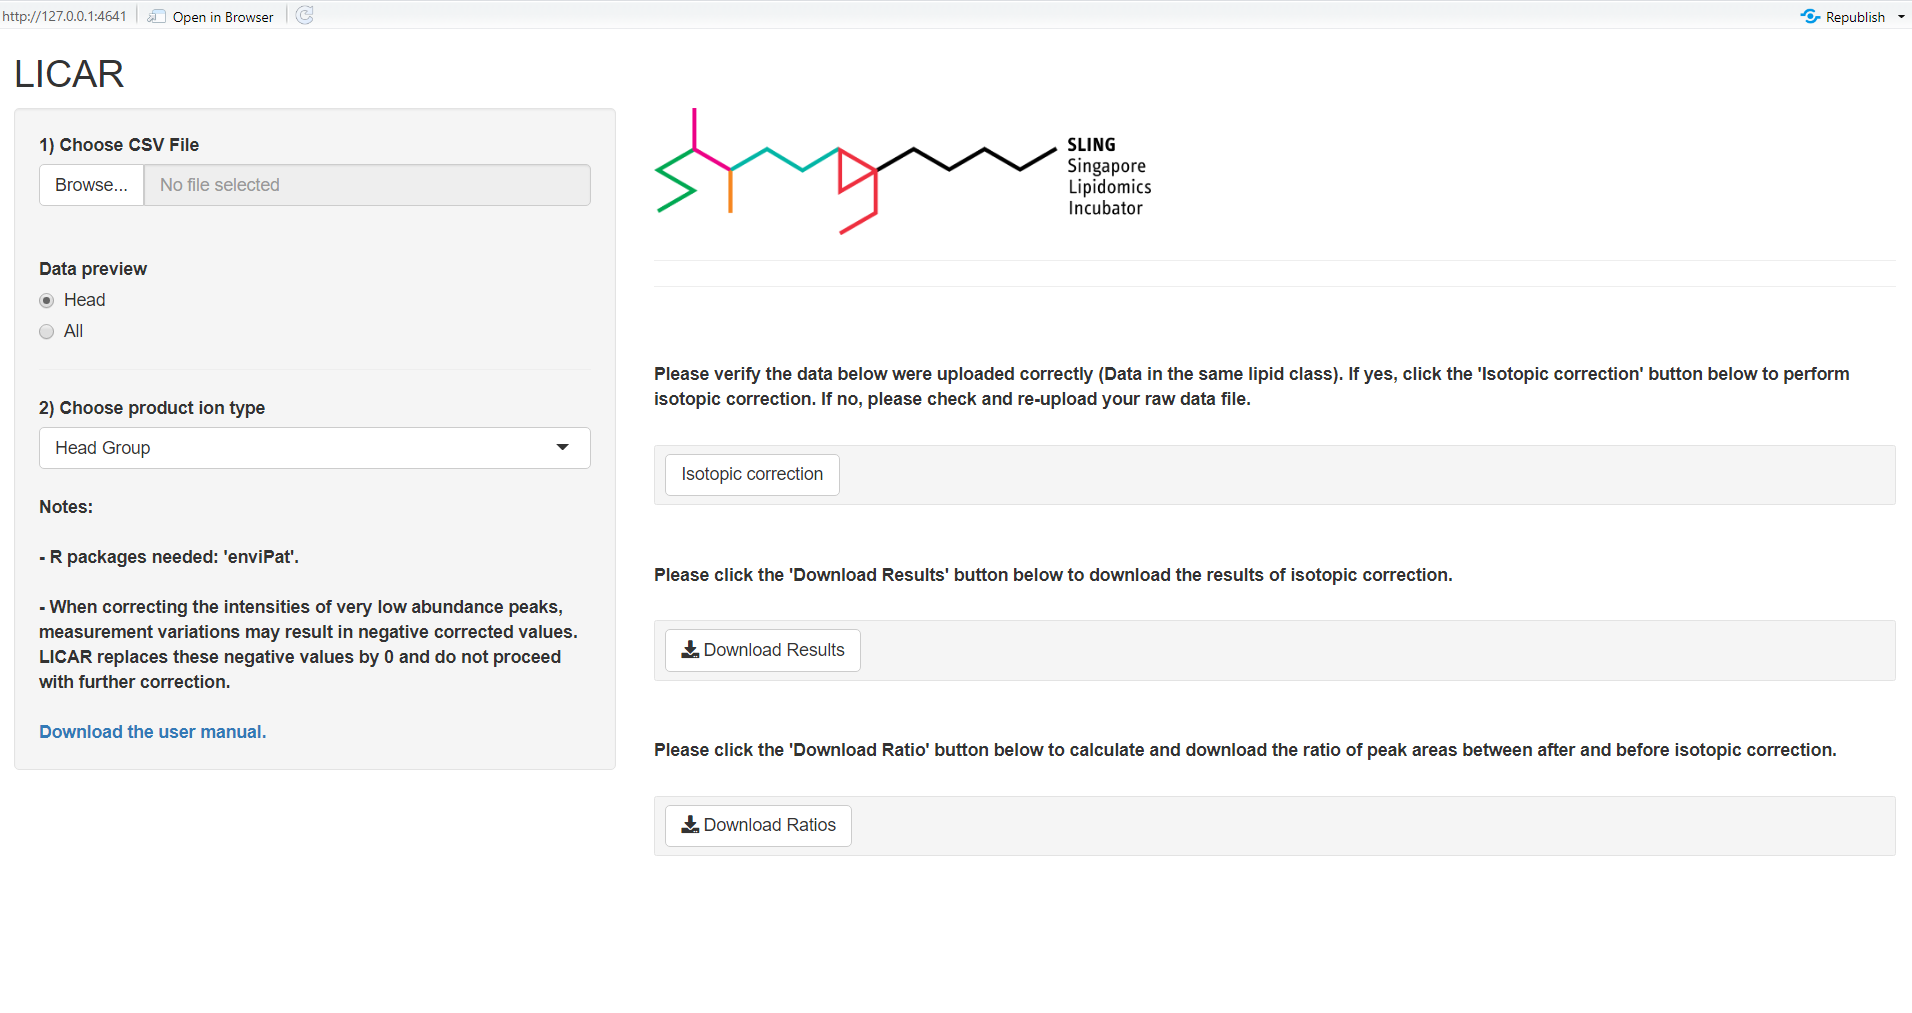 http://127.0.0.1:4641
Open in Browser
Republish
LICAR
1) Choose CSV File
Browse...
No file selected
Data preview
Head
All
2) Choose product ion type
Head Group
Notes:
- R packages needed: 'enviPat'.
- When correcting the intensities of very low abundance peaks,
measurement variations may result in negative corrected values.
LICAR replaces these negative values by 0 and do not proceed
with further correction.
Download the user manual.
SLING
Singapore
Lipidomics
Incubator
Please verify the data below were uploaded correctly (Data in the same lipid class). If yes, click the 'Isotopic correction' button below to perform
isotopic correction. If no, please check and re-upload your raw data file.
Isotopic correction
Please click the 'Download Results' button below to download the results of isotopic correction.
Download Results
Please click the 'Download Ratio' button below to calculate and download the ratio of peak areas between after and before isotopic correction.
Download Ratios